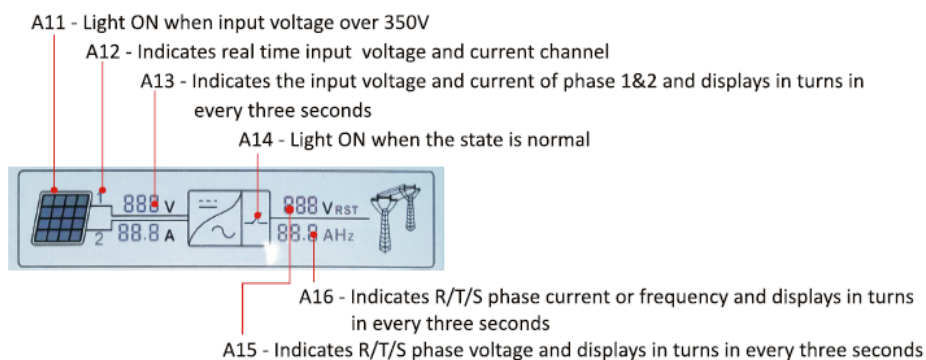 A11 - Light ON when input voltage over 350V
A12 - Indicates real time input voltage and current channel
A13 - Indicates the input voltage and current of phase 1&2 and displays in turns in
every three seconds
A14 - Light ON when the state is normal
1
888 V
888 VRST
2
88.8 A
88.8 AHz
A16 - Indicates R/T/S phase current or frequency and displays in turns
in every three seconds
A15 - Indicates R/T/S phase voltage and displays in turns in every three seconds